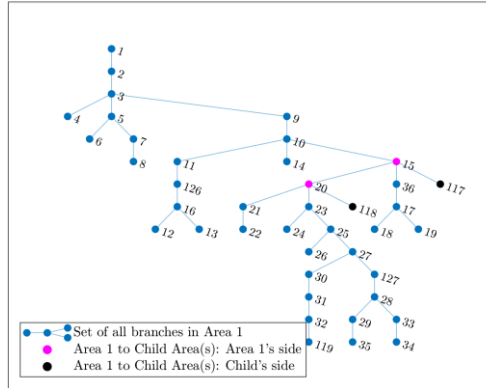 1
2
3
4 5 9
6 7 10
8 11 14 15
126 20 36 117
16 21 23 118 17
12 13 22 24 25 18 19
26 27
30 127
31 28
32 29 33
119 35 34
Set of all branches in Area 1
Area 1 to Child Area(s): Area 1's side
Area 1 to Child Area(s): Child's side